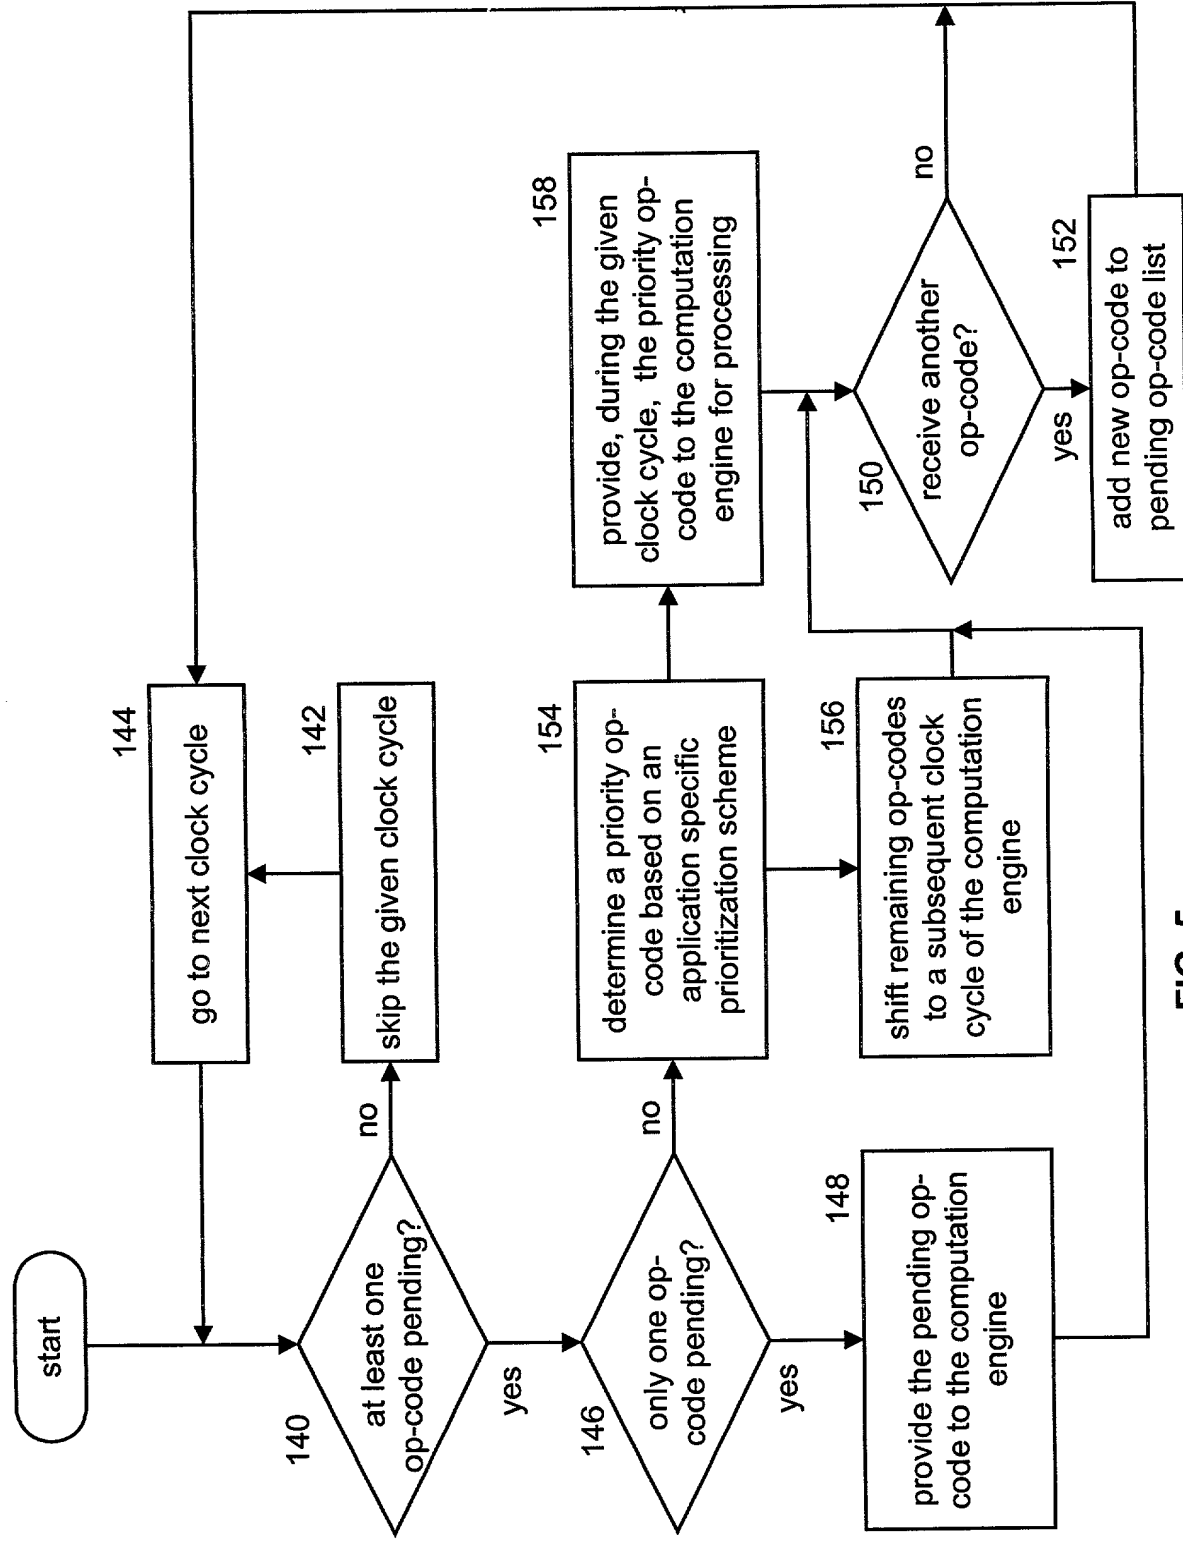 start
144
go to next clock cycle
140
at least one
op-code pending?
no
142
skip the given clock cycle
yes
146
only one op-
code pending?
no
154
determine a priority op-
code based on an
application specific
prioritization scheme
158
provide, during the given
clock cycle, the priority op-
code to the computation
engine for processing
yes
148
provide the pending op-
code to the computation
engine
156
shift remaining op-codes
to a subsequent clock
cycle of the computation
engine
150
receive another
op-code?
no
yes
152
add new op-code to
pending op-code list